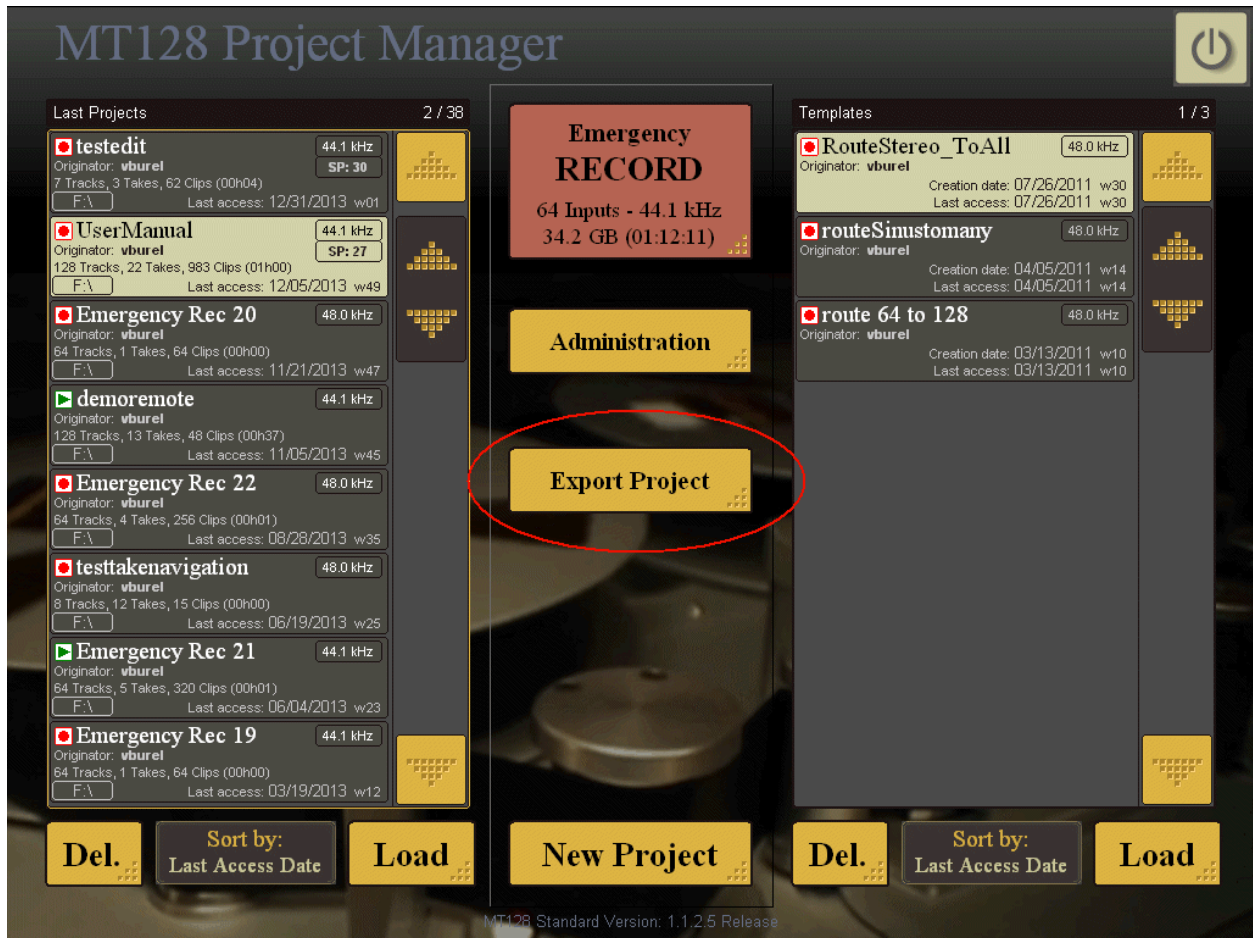 MT128 Project Manager
Last Projects 2 / 38
testedit 44.1 kHz
Originator: vburel SP: 30
7 Tracks, 3 Takes, 62 Clips (00h04)
F:\ Last access: 12/31/2013 w01
UserManual 44.1 kHz
Originator: vburel SP: 27
128 Tracks, 22 Takes, 983 Clips (01h00)
F:\ Last access: 12/05/2013 w49
Emergency Rec 20 48.0 kHz
Originator: vburel
64 Tracks, 1 Takes, 64 Clips (00h00)
F:\ Last access: 11/21/2013 w47
demoremote 44.1 kHz
Originator: vburel
128 Tracks, 13 Takes, 48 Clips (00h37)
F:\ Last access: 11/05/2013 w45
Emergency Rec 22 48.0 kHz
Originator: vburel
64 Tracks, 4 Takes, 256 Clips (00h01)
F:\ Last access: 08/28/2013 w35
testtakenavigation 48.0 kHz
Originator: vburel
8 Tracks, 12 Takes, 15 Clips (00h00)
F:\ Last access: 06/19/2013 w25
Emergency Rec 21 44.1 kHz
Originator: vburel
64 Tracks, 5 Takes, 320 Clips (00h01)
F:\ Last access: 06/04/2013 w23
Emergency Rec 19 44.1 kHz
Originator: vburel
64 Tracks, 1 Takes, 64 Clips (00h00)
F:\ Last access: 03/19/2013 w12
Del.
Sort by:
Last Access Date
Load
Emergency
RECORD
64 Inputs - 44.1 kHz
34.2 GB (01:12:11)
Administration
Export Project
New Project
MT128 Standard Version: 1.1.2.5 Release
Templates 1 / 3
RouteStereo_ToAll 48.0 kHz
Originator: vburel
Creation date: 07/26/2011 w30
Last access: 07/26/2011 w30
routeSinustomany 48.0 kHz
Originator: vburel
Creation date: 04/05/2011 w14
Last access: 04/05/2011 w14
route 64 to 128 48.0 kHz
Originator: vburel
Creation date: 03/13/2011 w10
Last access: 03/13/2011 w10
Del.
Sort by:
Last Access Date
Load